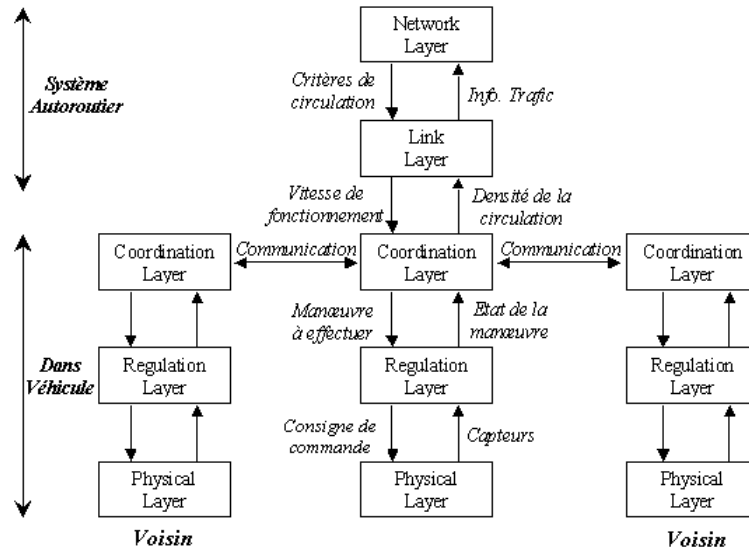 Network
Layer
Système
Autoroutier
Critères de
circulation
Info. Trafic
Link
Layer
Vitesse de
fonctionnement
Densité de la
circulation
Coordination
Layer
Communication
Coordination
Layer
Communication
Coordination
Layer
Manœuvre
à effectuer
Etat de la
manœuvre
Dans
Véhicule
Regulation
Layer
Regulation
Layer
Regulation
Layer
Consigne de
commande
Capteurs
Physical
Layer
Physical
Layer
Physical
Layer
Voisin
Voisin